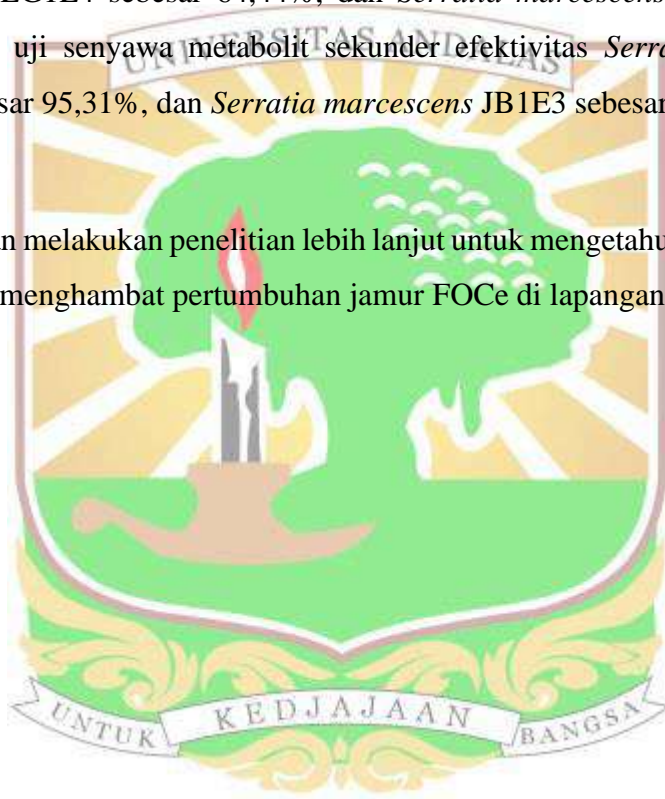 sebesar 64,44%, dan Serratia marcescens
uji senyawa metabolit sekunder efektivitas Serra
UNIVERSITAS ANDALAS
sar 95,31%, dan Serratia marcescens JB1E3 sebesar
n melakukan penelitian lebih lanjut untuk mengetahu
menghambat pertumbuhan jamur FOCe di lapangan
UNTUK KEDJAJAAN BANGSA